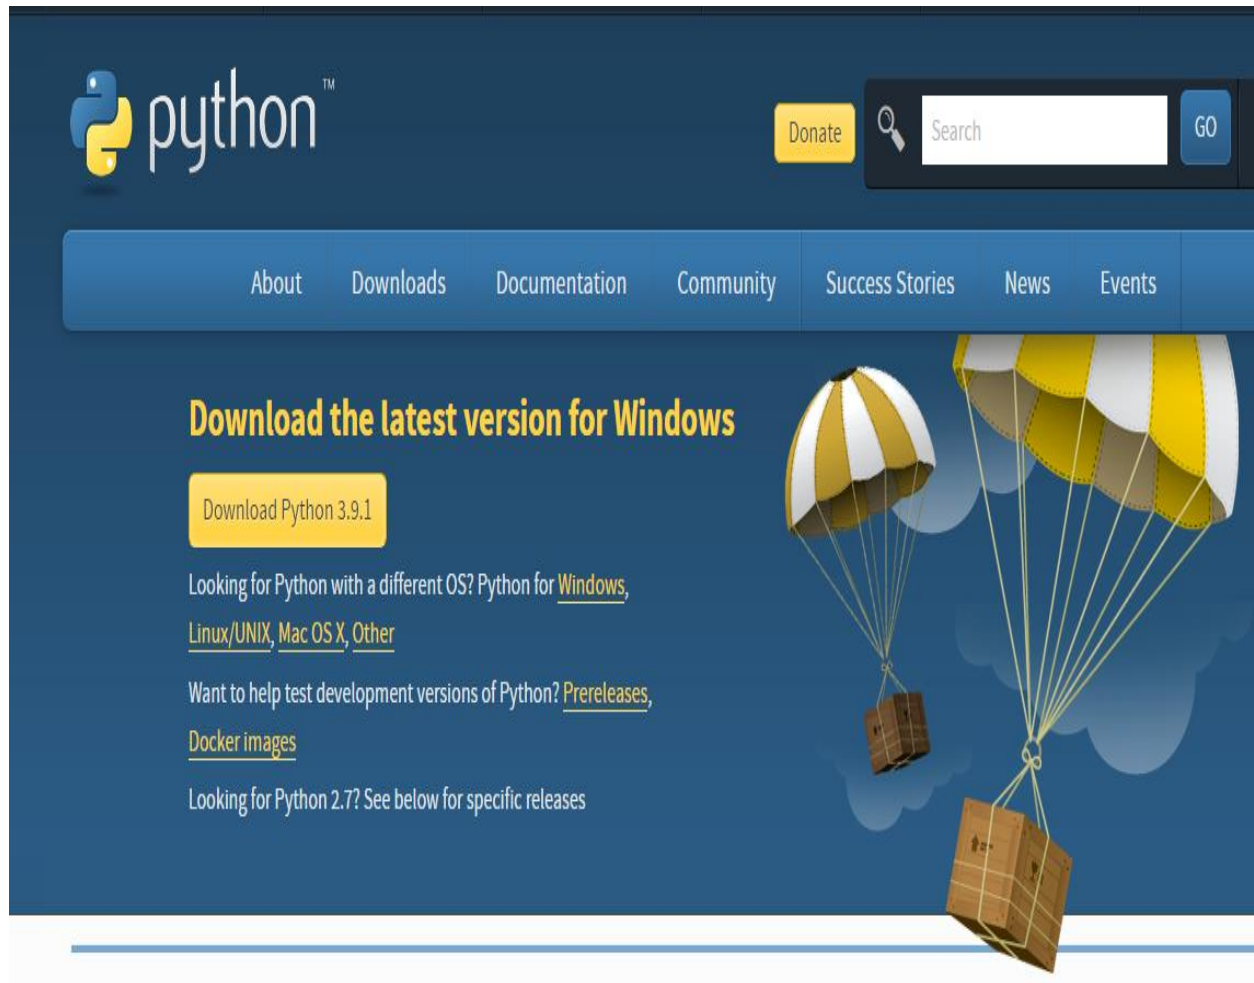 python™
Donate
Search
GO
About Downloads Documentation Community Success Stories News Events
Download the latest version for Windows
Download Python 3.9.1
Looking for Python with a different OS? Python for Windows,
Linux/UNIX, Mac OS X, Other
Want to help test development versions of Python? Prereleases,
Docker images
Looking for Python 2.7? See below for specific releases